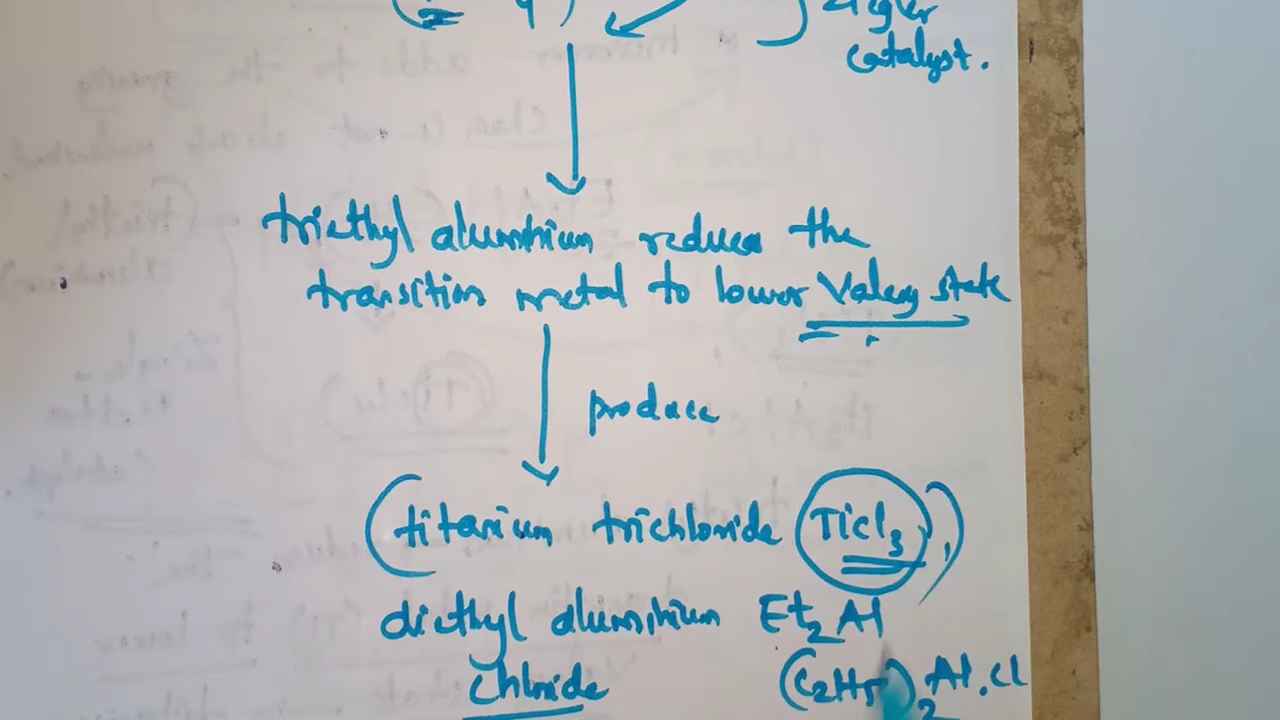 catalyst.
triethyl aluminium reduces the
transition metal to lower Valency state
produce
(titanium trichloride (TiCl3),)
diethyl aluminium Et2Al
chloride (C2H5)2Al.Cl